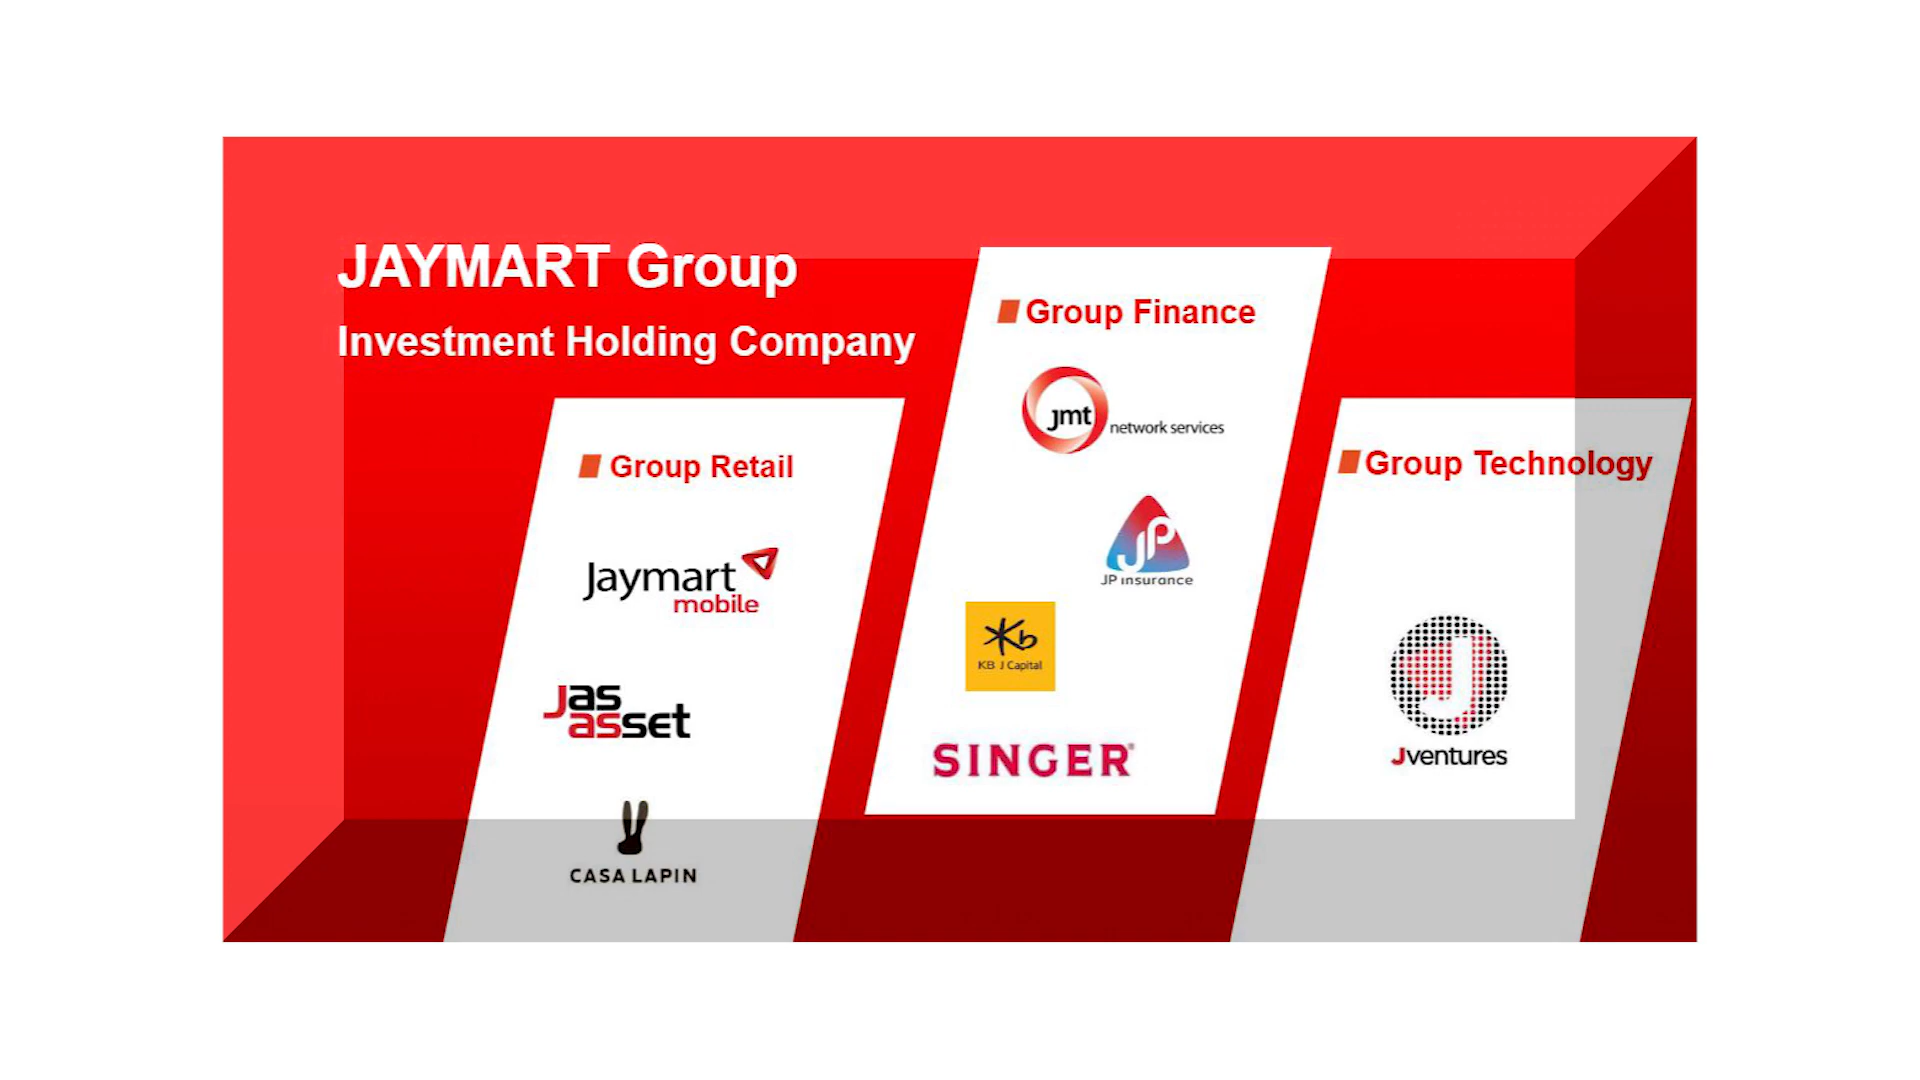 JAYMART Group
Investment Holding Company
Group Retail
Jaymart
mobile
Jas
asset
CASA LAPIN
Group Finance
jmt
network services
JP
JP insurance
Kb
KB J Capital
SINGER®
Group Technology
J
Jventures